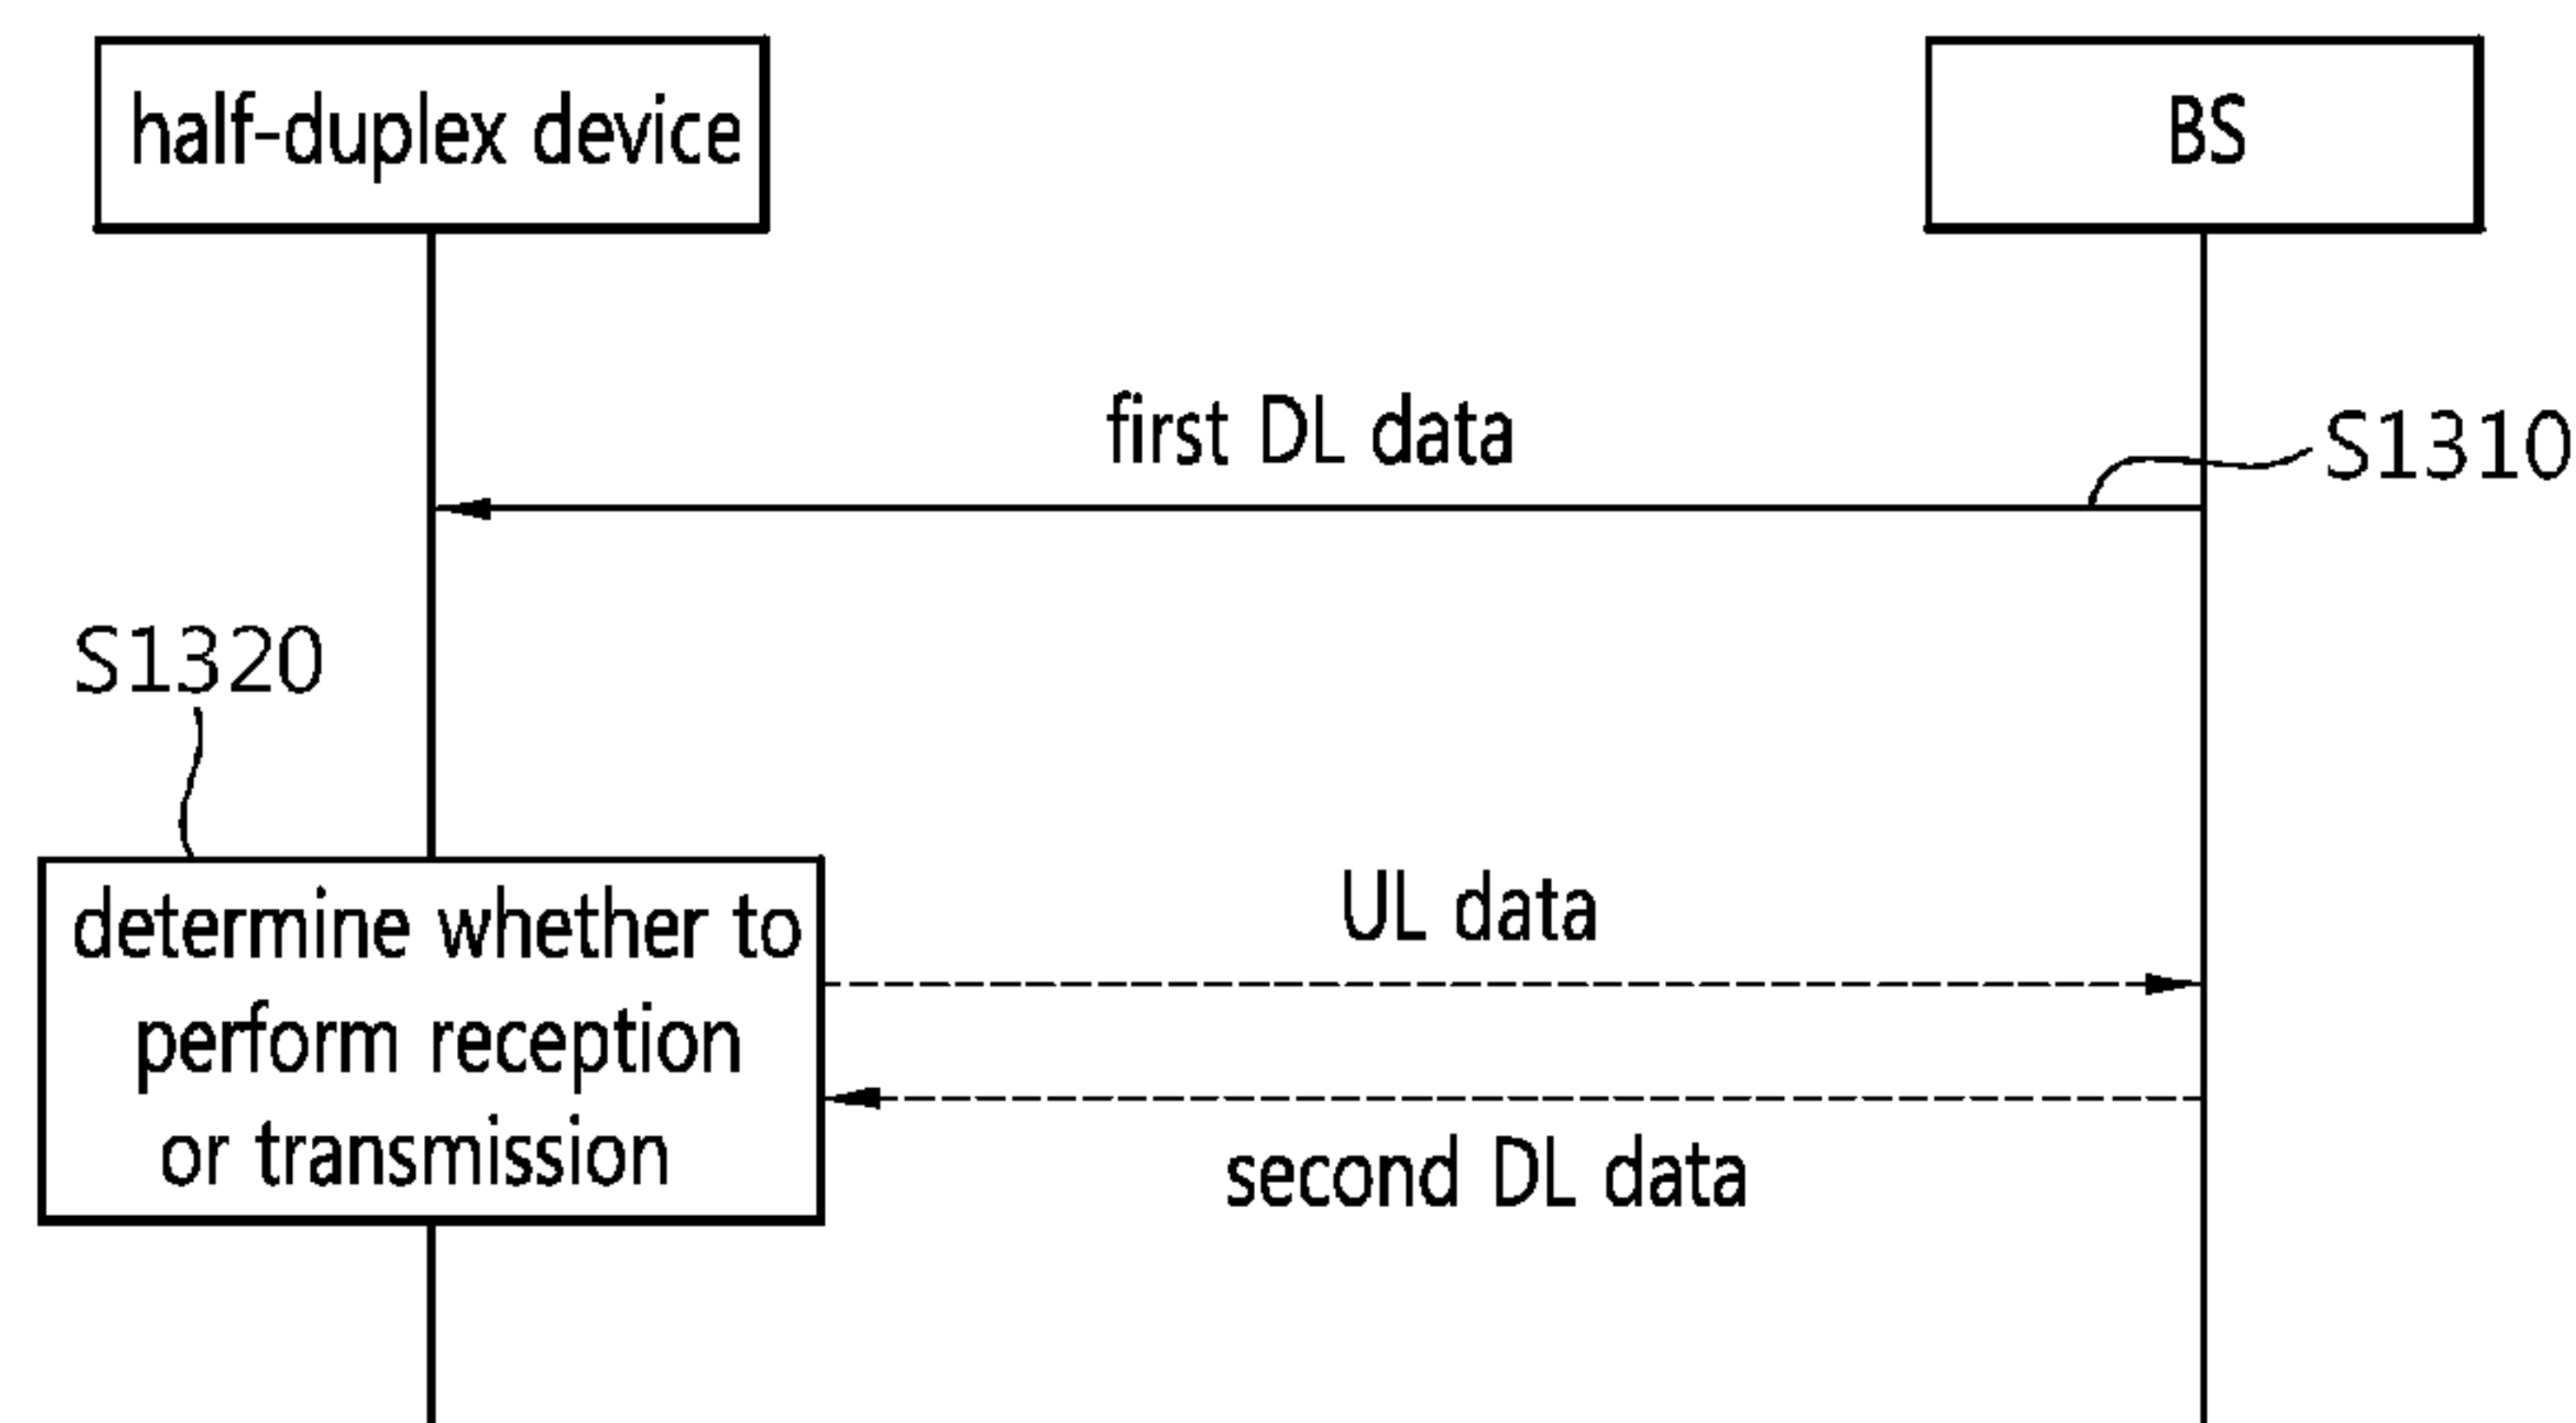 half-duplex device
BS
first DL data
S1310
S1320
determine whether to
perform reception
or transmission
UL data
second DL data